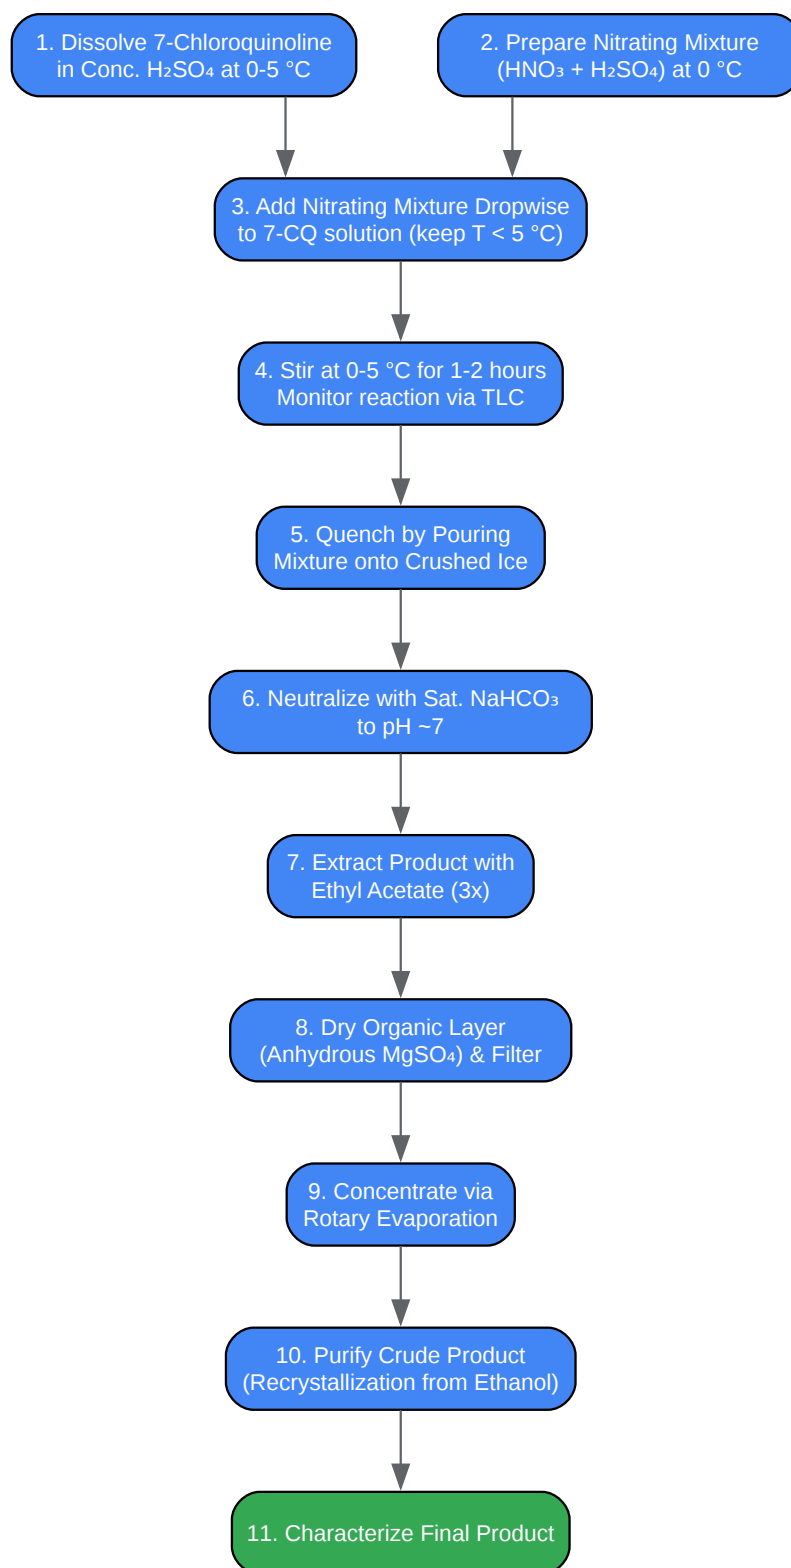 1. Dissolve 7-Chloroquinoline
in Conc. H₂SO₄ at 0-5 °C
2. Prepare Nitrating Mixture
(HNO₃ + H₂SO₄) at 0 °C
3. Add Nitrating Mixture Dropwise
to 7-CQ solution (keep T < 5 °C)
4. Stir at 0-5 °C for 1-2 hours
Monitor reaction via TLC
5. Quench by Pouring
Mixture onto Crushed Ice
6. Neutralize with Sat. NaHCO₃
to pH ~7
7. Extract Product with
Ethyl Acetate (3x)
8. Dry Organic Layer
(Anhydrous MgSO₄) & Filter
9. Concentrate via
Rotary Evaporation
10. Purify Crude Product
(Recrystallization from Ethanol)
11. Characterize Final Product